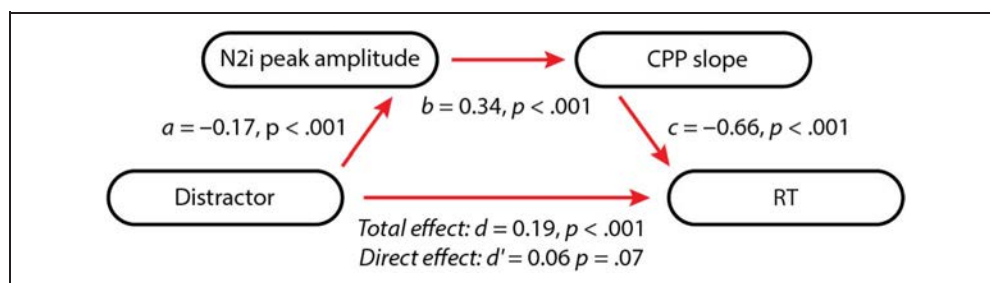 N2i peak amplitude
CPP slope
a = –0.17, p < .001
b = 0.34, p < .001
c = –0.66, p < .001
Distractor
RT
Total effect: d = 0.19, p < .001
Direct effect: d' = 0.06 p = .07